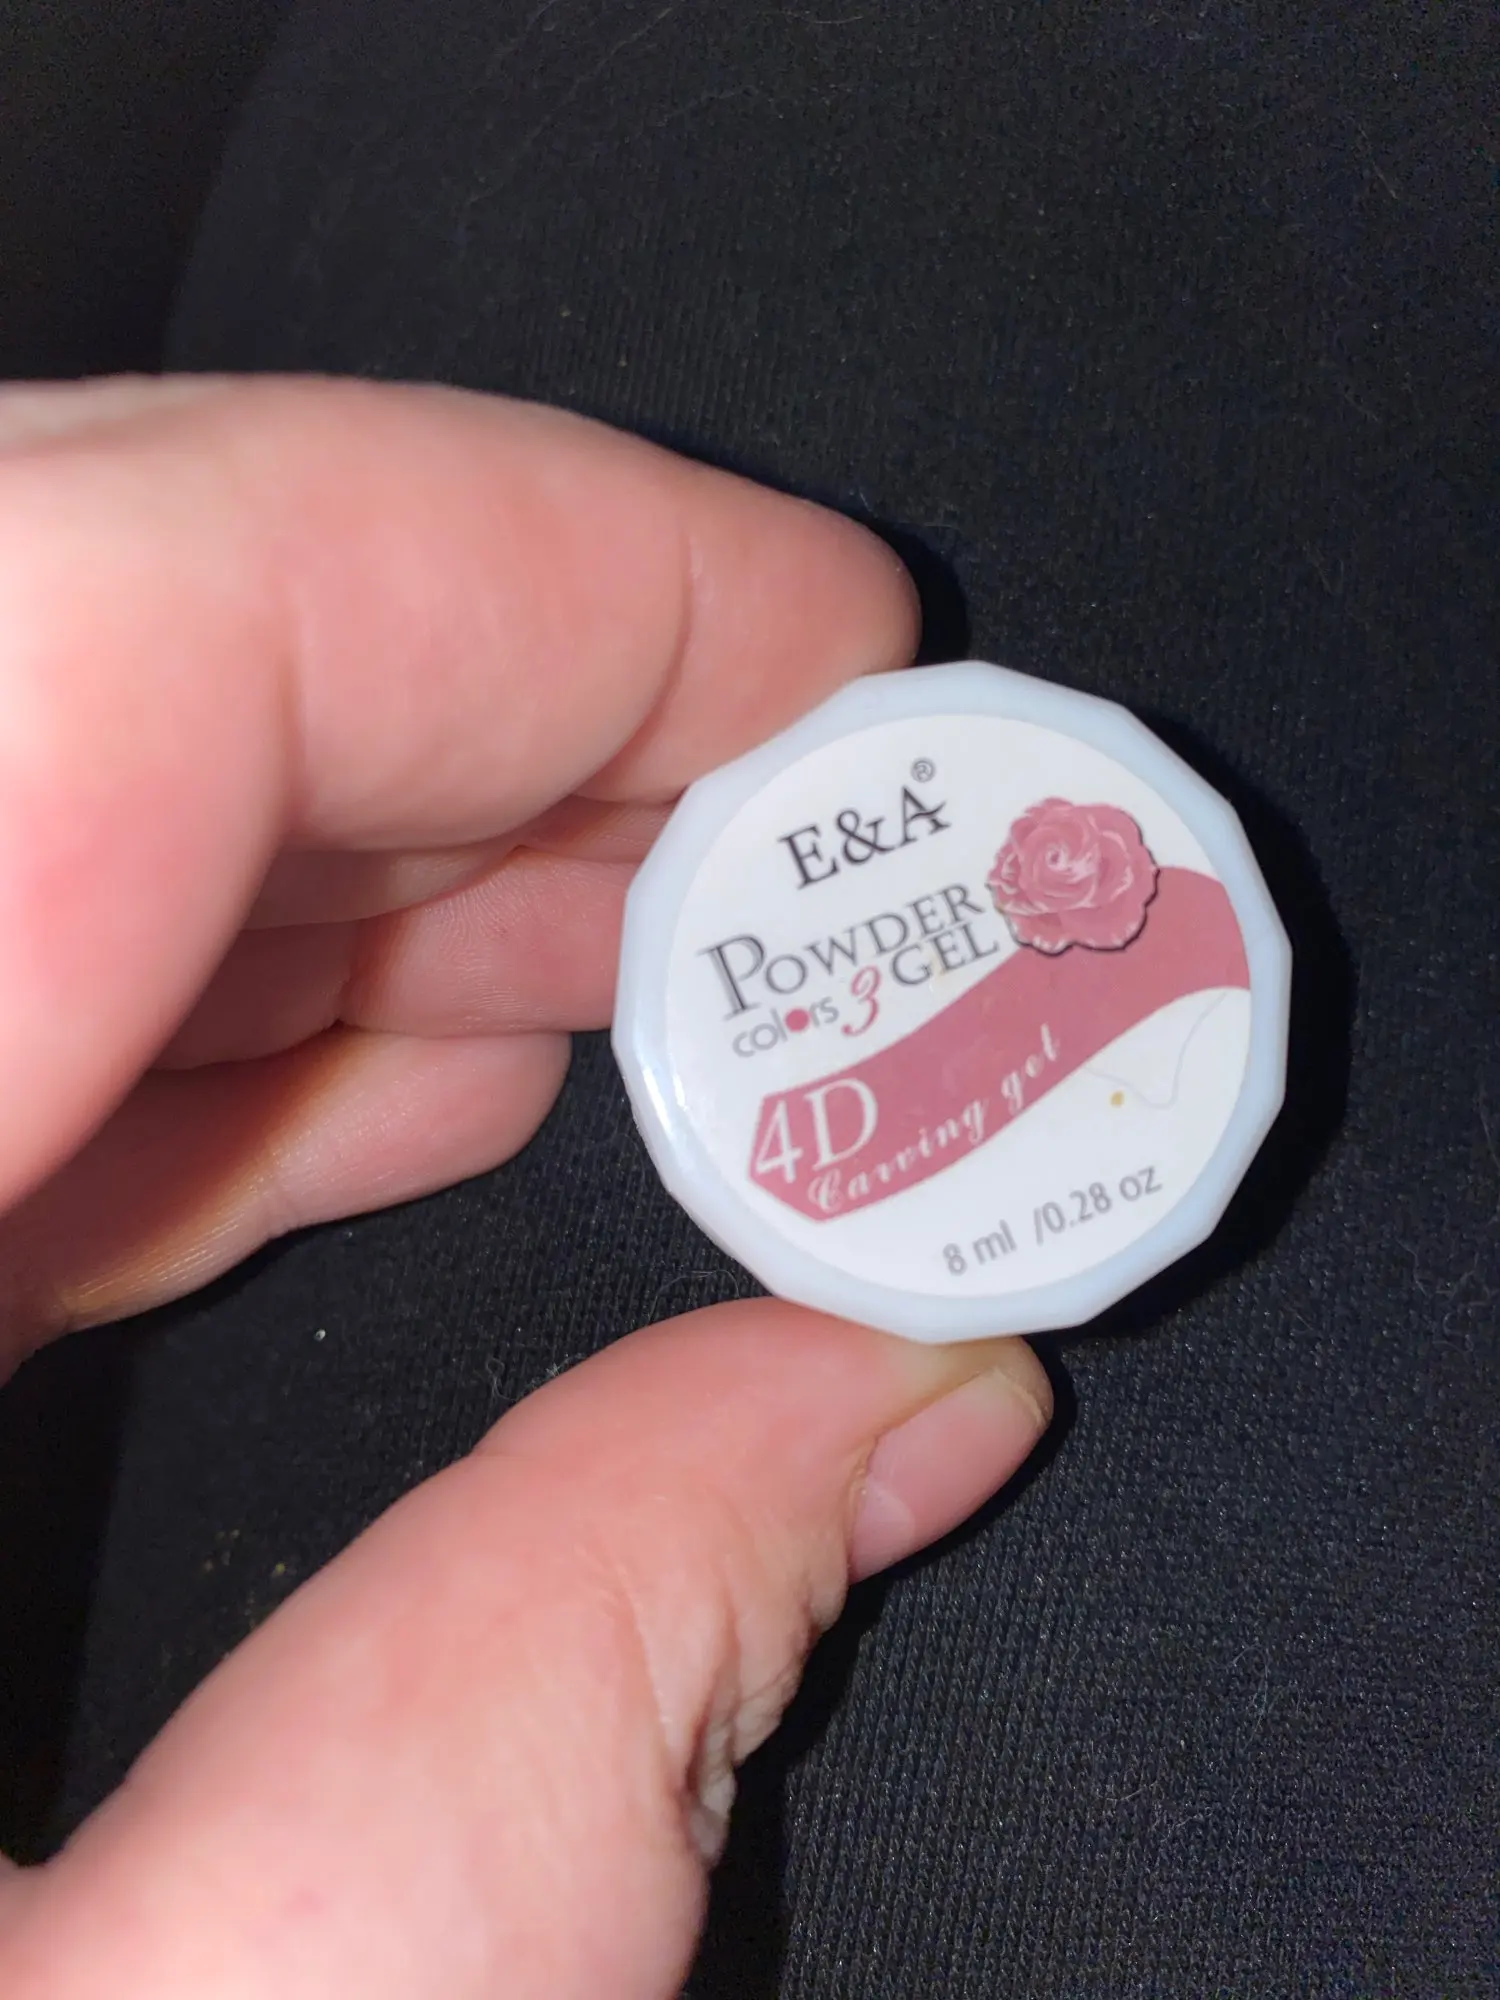 E&A®
POWDER
colors 3 GEL
4D
Carving gel
8 ml /0.28 oz